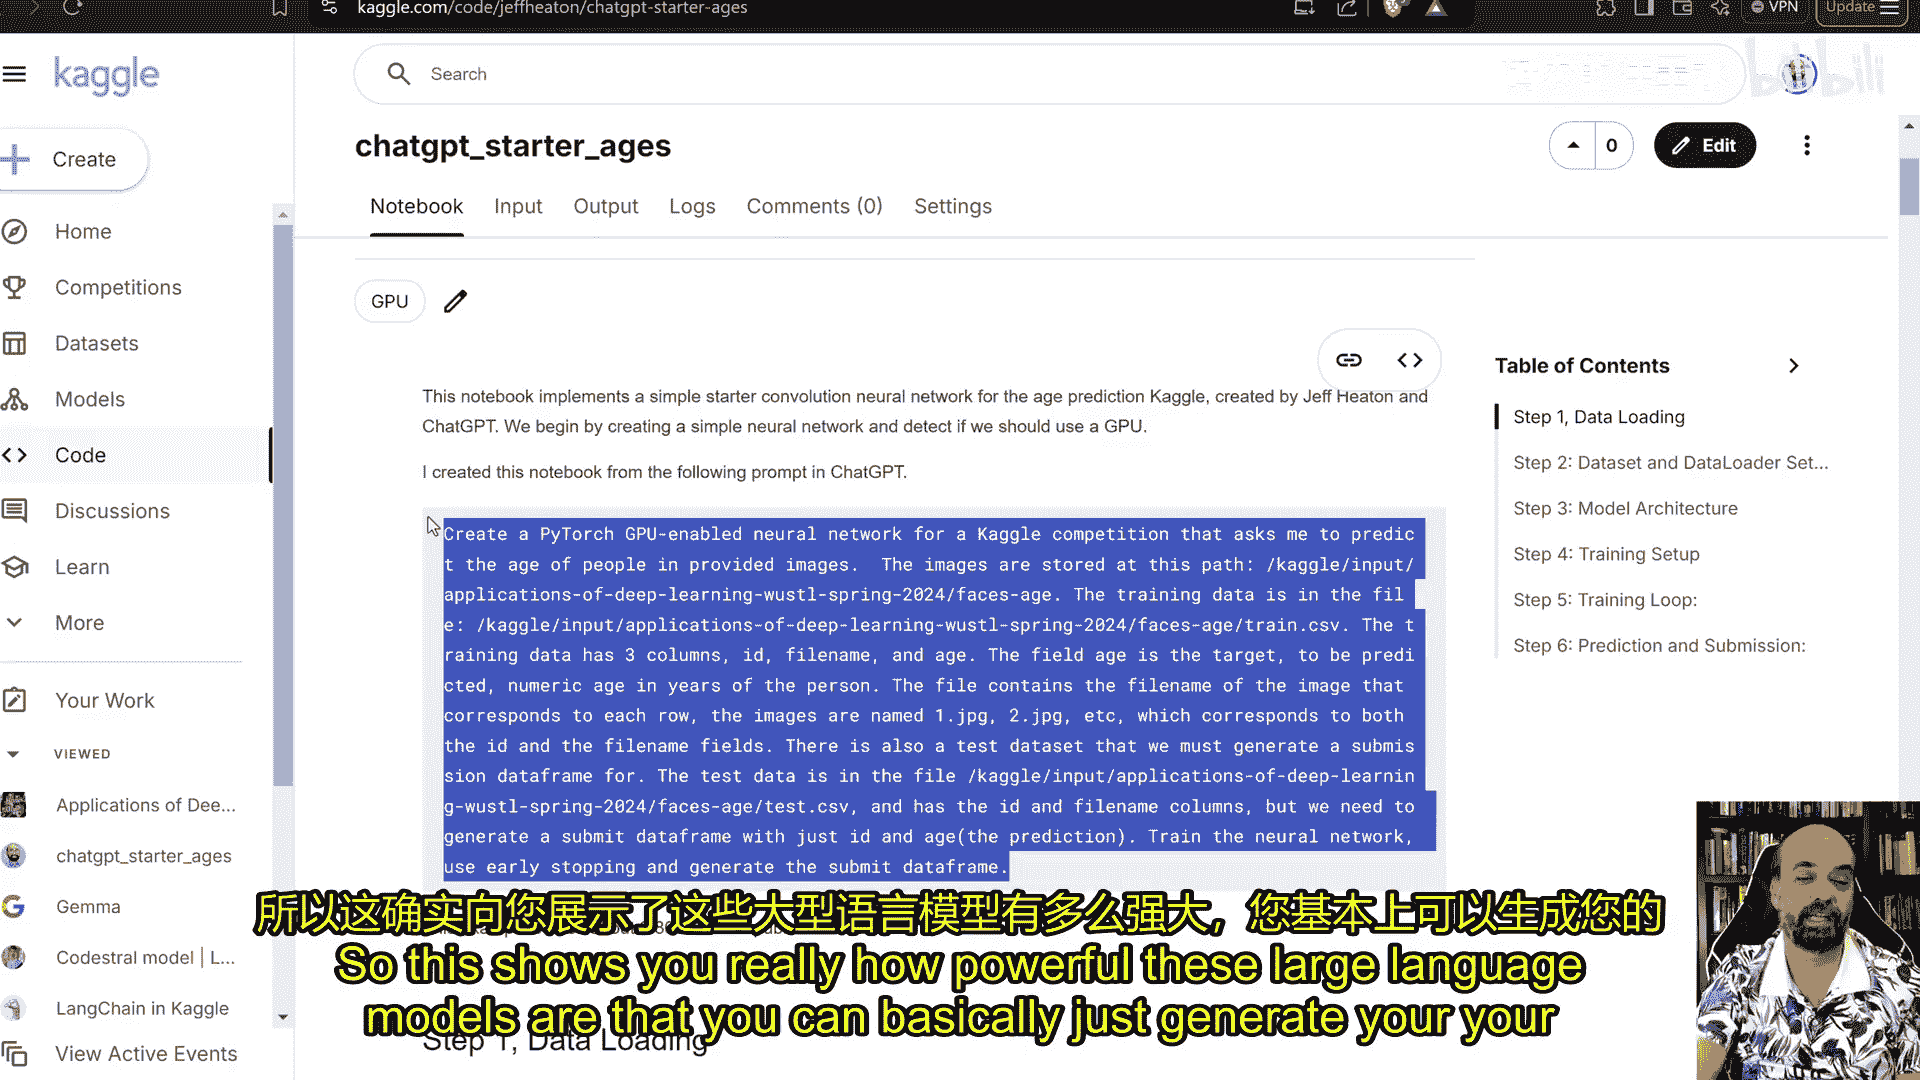 kaggle.com/code/jeffheaton/chatgpt-starter-ages
VPN
Update
kaggle
Search
bilibili
Create
chatgpt_starter_ages
0
Edit
Notebook
Input
Output
Logs
Comments (0)
Settings
Home
Competitions
Datasets
Models
Code
Discussions
Learn
More
Your Work
VIEWED
Applications of Dee...
chatgpt_starter_ages
Gemma
Codestral model | L...
LangChain in Kaggle
View Active Events
GPU
This notebook implements a simple starter convolution neural network for the age prediction Kaggle, created by Jeff Heaton and
ChatGPT. We begin by creating a simple neural network and detect if we should use a GPU.
I created this notebook from the following prompt in ChatGPT.
Create a PyTorch GPU-enabled neural network for a Kaggle competition that asks me to predic
t the age of people in provided images.  The images are stored at this path: /kaggle/input/
applications-of-deep-learning-wustl-spring-2024/faces-age. The training data is in the fil
e: /kaggle/input/applications-of-deep-learning-wustl-spring-2024/faces-age/train.csv. The t
raining data has 3 columns, id, filename, and age. The field age is the target, to be predi
cted, numeric age in years of the person. The file contains the filename of the image that
corresponds to each row, the images are named 1.jpg, 2.jpg, etc, which corresponds to both
the id and the filename fields. There is also a test dataset that we must generate a submis
sion dataframe for. The test data is in the file /kaggle/input/applications-of-deep-learnin
g-wustl-spring-2024/faces-age/test.csv, and has the id and filename columns, but we need to
generate a submit dataframe with just id and age(the prediction). Train the neural network,
use early stopping and generate the submit dataframe.
Step 1, Data Loading
Table of Contents
Step 1, Data Loading
Step 2: Dataset and DataLoader Set...
Step 3: Model Architecture
Step 4: Training Setup
Step 5: Training Loop:
Step 6: Prediction and Submission:
所以这确实向您展示了这些大型语言模型有多么强大，您基本上可以生成您的
So this shows you really how powerful these large language
models are that you can basically just generate your your